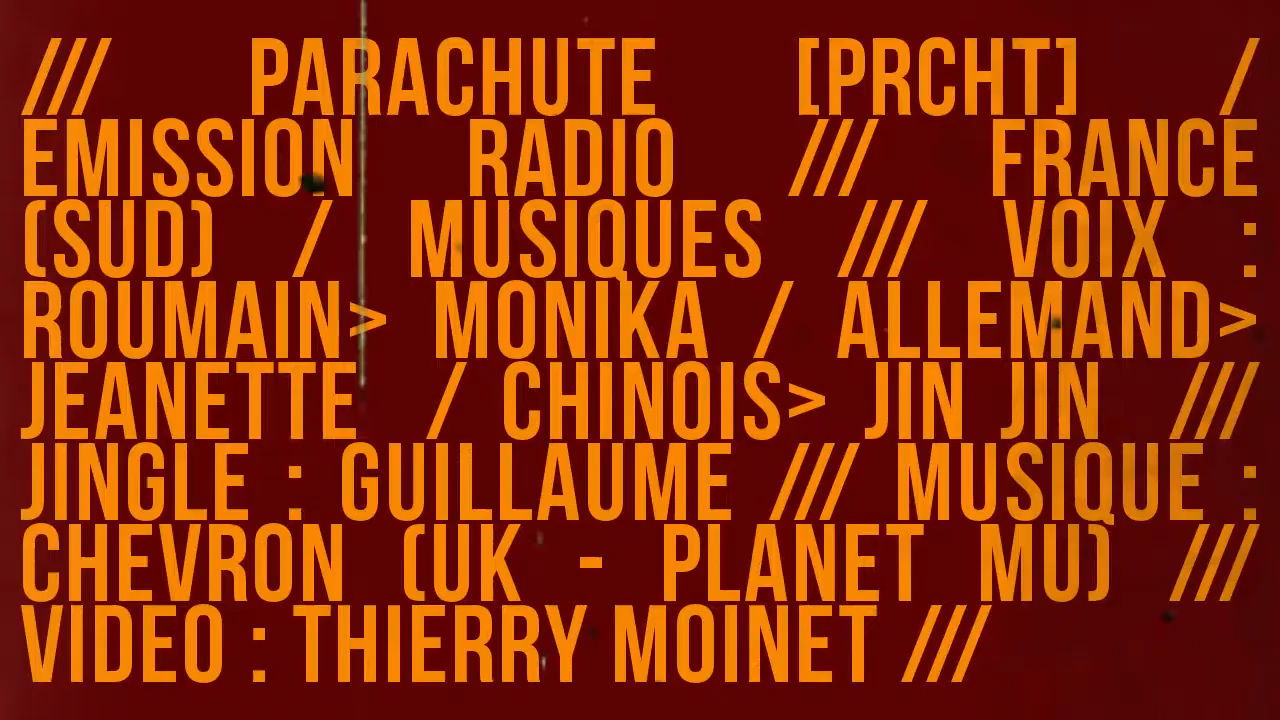 /// PARACHUTE [PRCHT] /
EMISSION RADIO /// FRANCE
(SUD) / MUSIQUES /// VOIX :
ROUMAIN> MONIKA / ALLEMAND>
JEANETTE / CHINOIS> JIN JIN ///
JINGLE : GUILLAUME /// MUSIQUE :
CHEVRON (UK - PLANET MU) ///
VIDEO : THIERRY MOINET ///